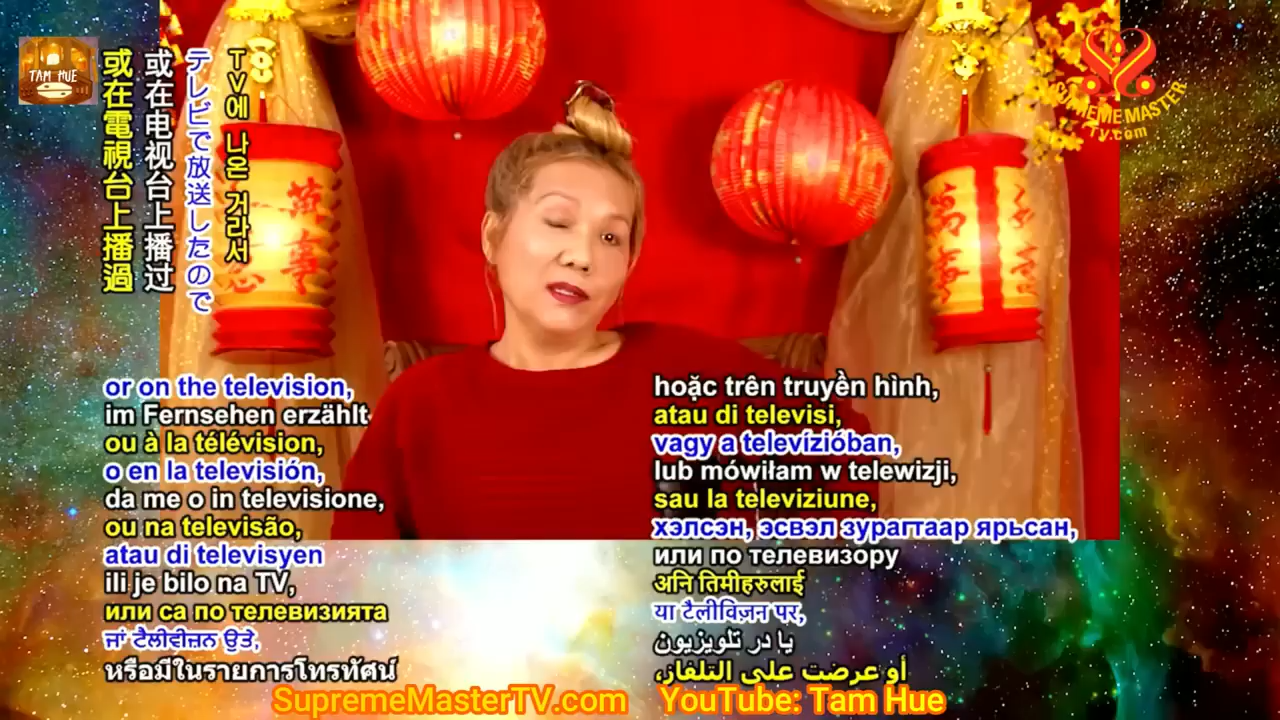 TAM HUE
或在電視台上播過
或在电视台上播过
テレビで放送したので
TV에 나온 거라서
SUPREME MASTER
TV.com
萬事
萬事
or on the television,
im Fernsehen erzählt
ou à la télévision,
o en la televisión,
da me o in televisione,
ou na televisão,
atau di televisyen
ili je bilo na TV,
или са по телевизията
ਜਾਂ ਟੈਲੀਵੀਜ਼ਨ ਉਤੇ,
หรือมีในรายการโทรทัศน์
hoặc trên truyền hình,
atau di televisi,
vagy a televízióban,
lub mówiłam w telewizji,
sau la televiziune,
хэлсэн, эсвэл зурагтаар ярьсан,
или по телевизору
अनि तिमीहरुलाई
या टैलीविज़न पर,
یا در تلویزیون
أو عرضت على التلفاز،
SupremeMasterTV.com
YouTube: Tam Hue